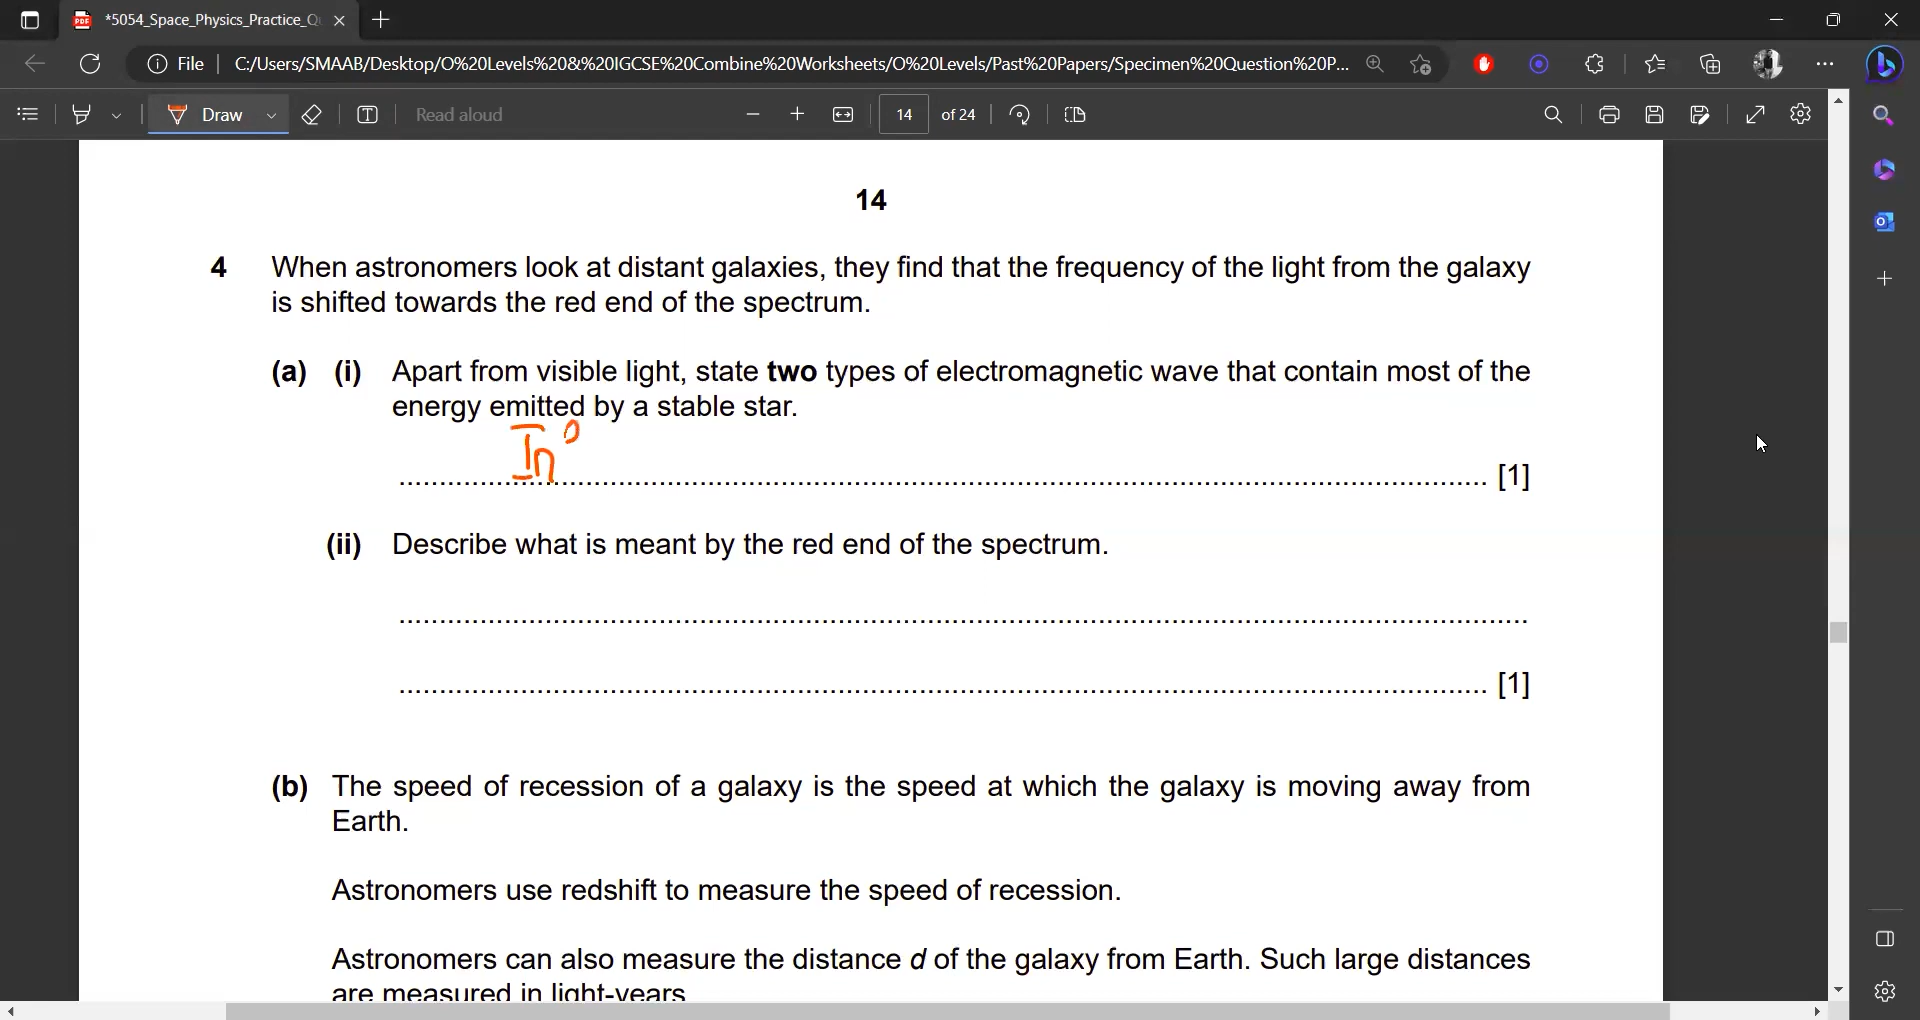 *5054_Space_Physics_Practice_Qu
File C:/Users/SMAAB/Desktop/O%20Levels%20&%20IGCSE%20Combine%20Worksheets/O%20Levels/Past%20Papers/Specimen%20Question%20P...
Draw Read aloud 14 of 24
14
4 When astronomers look at distant galaxies, they find that the frequency of the light from the galaxy
is shifted towards the red end of the spectrum.
(a) (i) Apart from visible light, state two types of electromagnetic wave that contain most of the
energy emitted by a stable star.
In
.......... [1]
(ii) Describe what is meant by the red end of the spectrum.
.......... [1]
(b) The speed of recession of a galaxy is the speed at which the galaxy is moving away from
Earth.
Astronomers use redshift to measure the speed of recession.
Astronomers can also measure the distance d of the galaxy from Earth. Such large distances
are measured in light-years